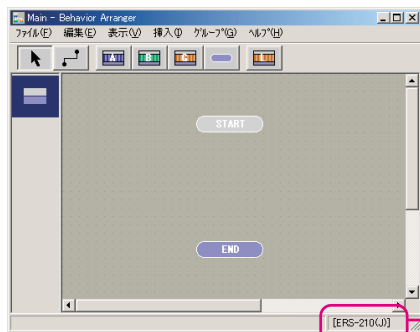 Main - Behavior Arranger
ファイル(F) 編集(E) 表示(V) 挿入(I) グループ(G) ヘルプ(H)
A B C L
START
END
[ERS-210(J)]